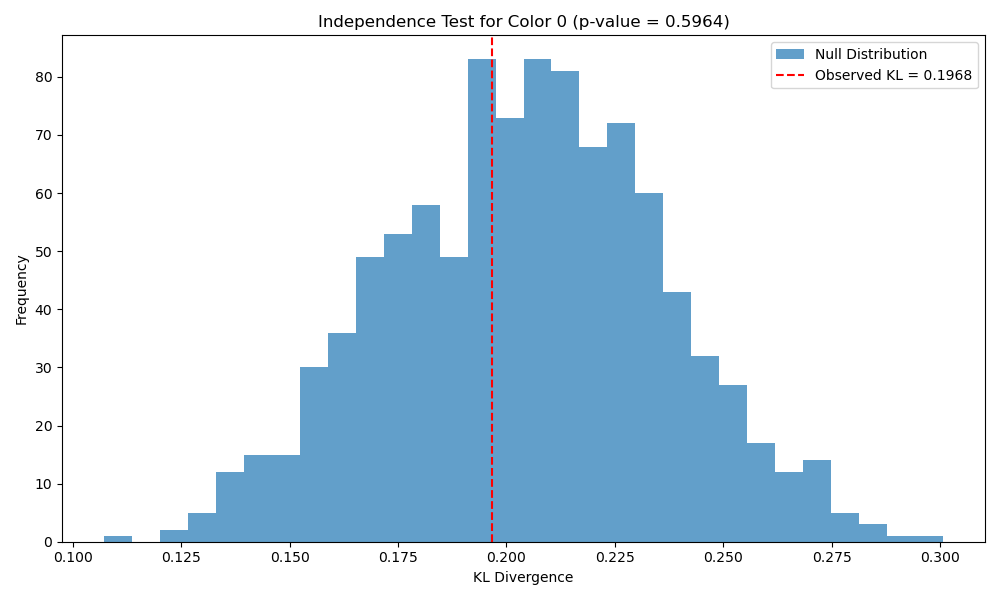 Independence Test for Color 0 (p-value = 0.5964)
Null Distribution
Observed KL = 0.1968
Frequency
80
70
60
50
40
30
20
10
0
0.100 0.125 0.150 0.175 0.200 0.225 0.250 0.275 0.300
KL Divergence